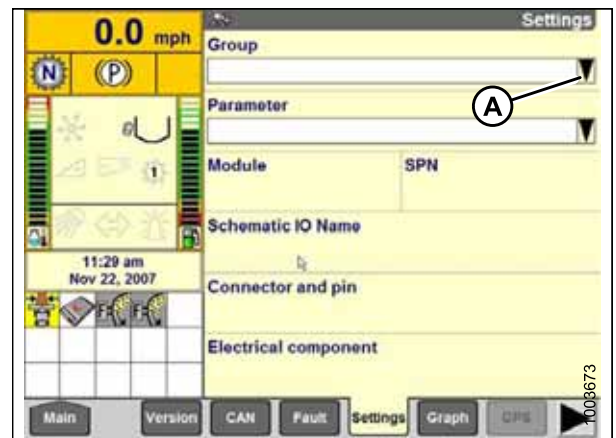 0.0 mph
Settings
Group
N
(P)
A
Parameter
Module
SPN
1
Schematic IO Name
11:29 am
Nov 22, 2007
Connector and pin
Electrical component
Main
Version
CAN
Fault
Settings
Graph
GPS
1003673